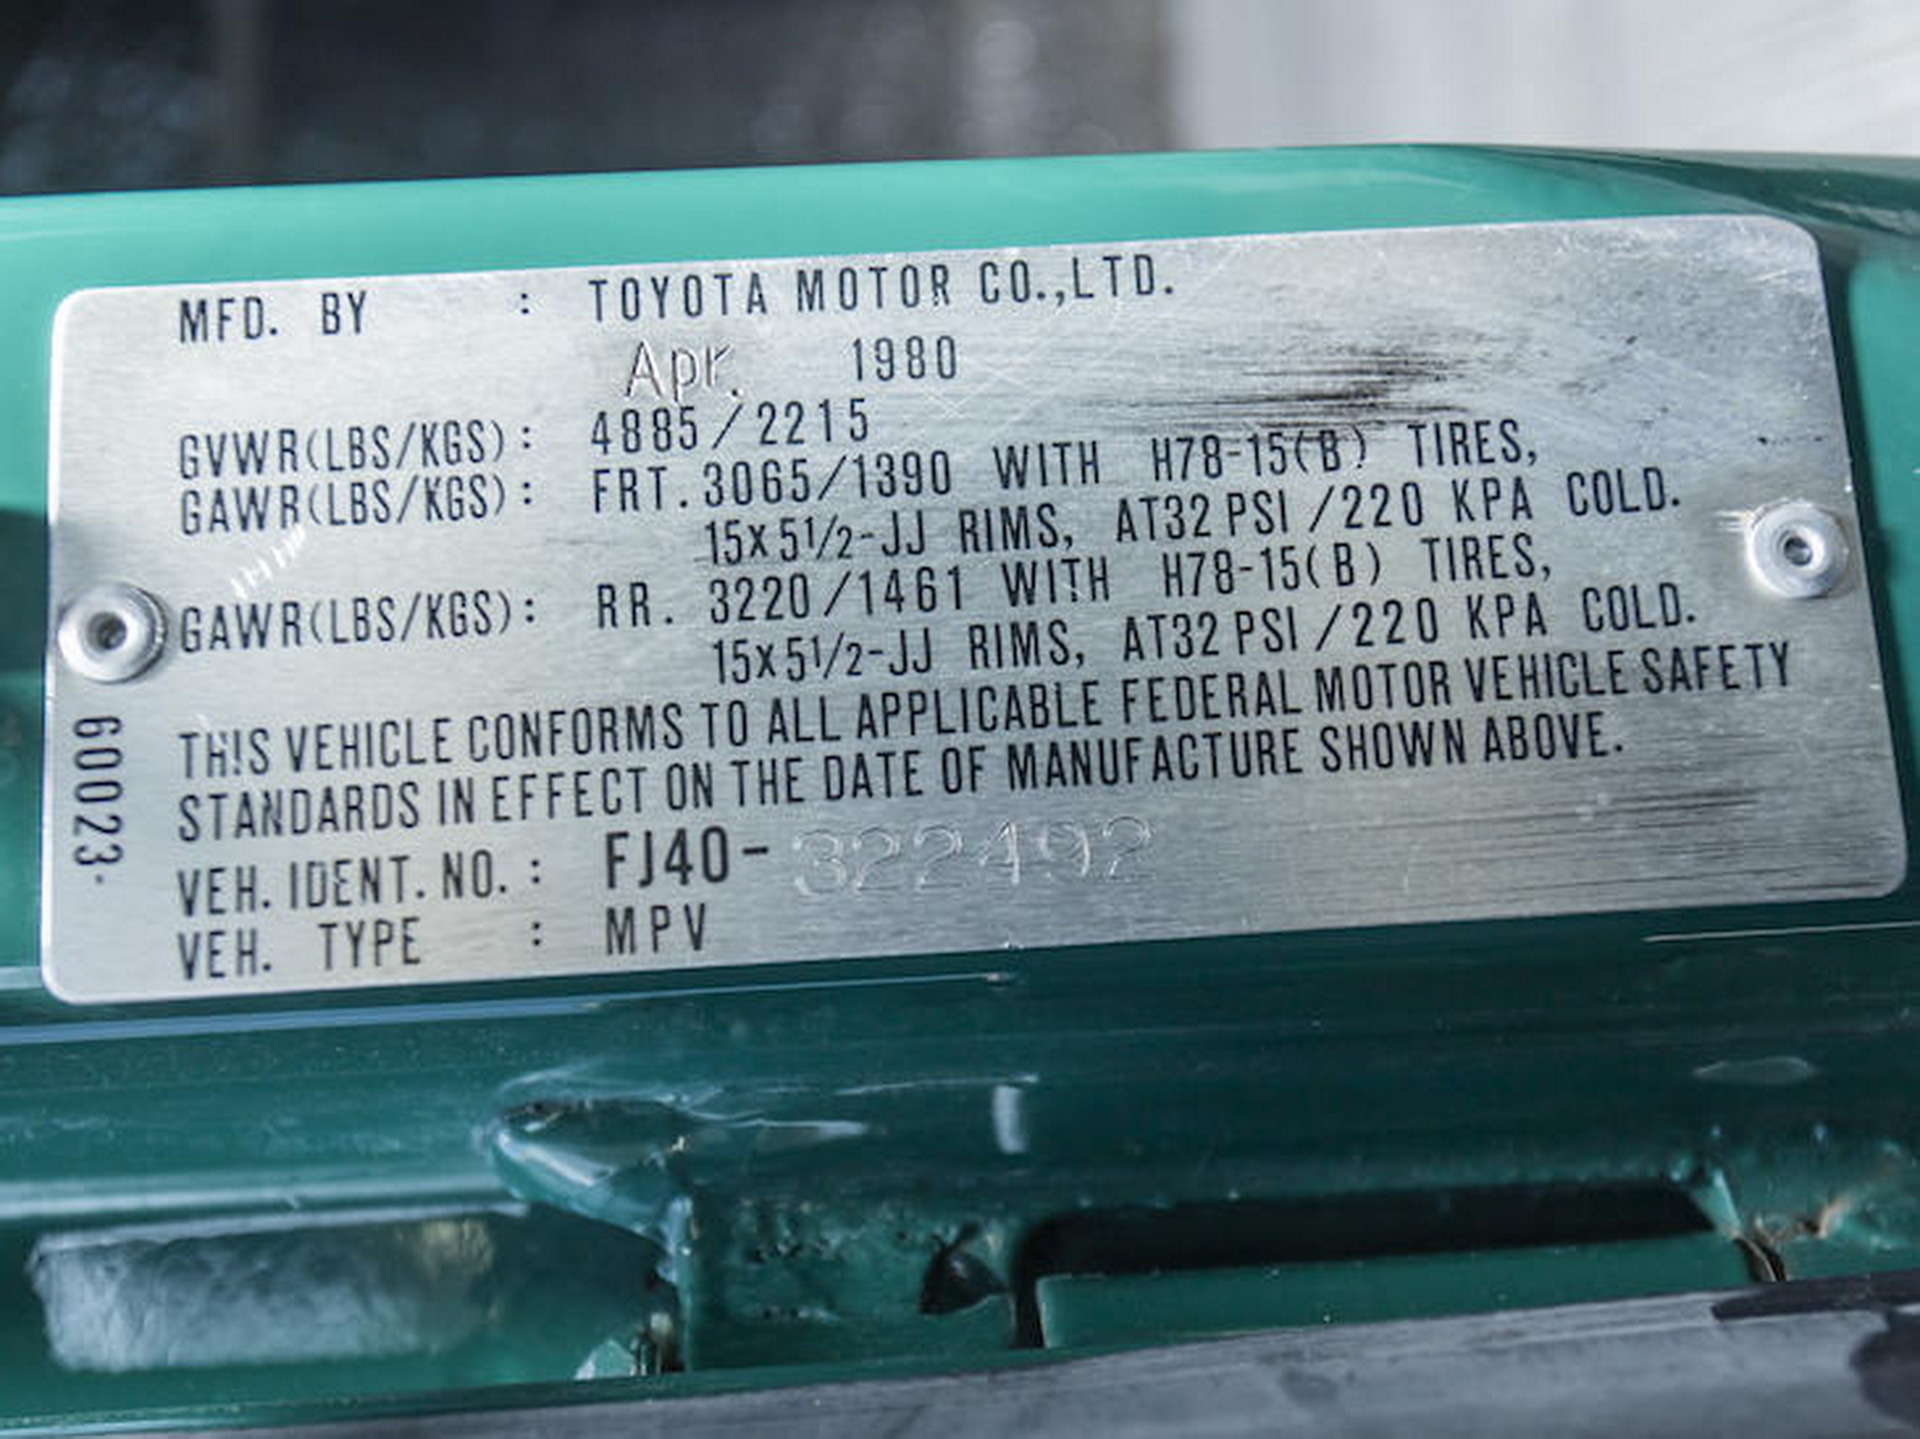 MFD. BY : TOYOTA MOTOR CO.,LTD.
Apr. 1980
GVWR(LBS/KGS): 4885/2215
GAWR(LBS/KGS): FRT. 3065/1390 WITH H78-15(B) TIRES,
15x5 1/2-JJ RIMS, AT32 PSI /220 KPA COLD.
GAWR(LBS/KGS): RR. 3220/1461 WITH H78-15(B) TIRES,
15x5 1/2-JJ RIMS, AT32 PSI /220 KPA COLD.
THIS VEHICLE CONFORMS TO ALL APPLICABLE FEDERAL MOTOR VEHICLE SAFETY
STANDARDS IN EFFECT ON THE DATE OF MANUFACTURE SHOWN ABOVE.
VEH. IDENT. NO. : FJ40-322492
VEH. TYPE : MPV
60023.